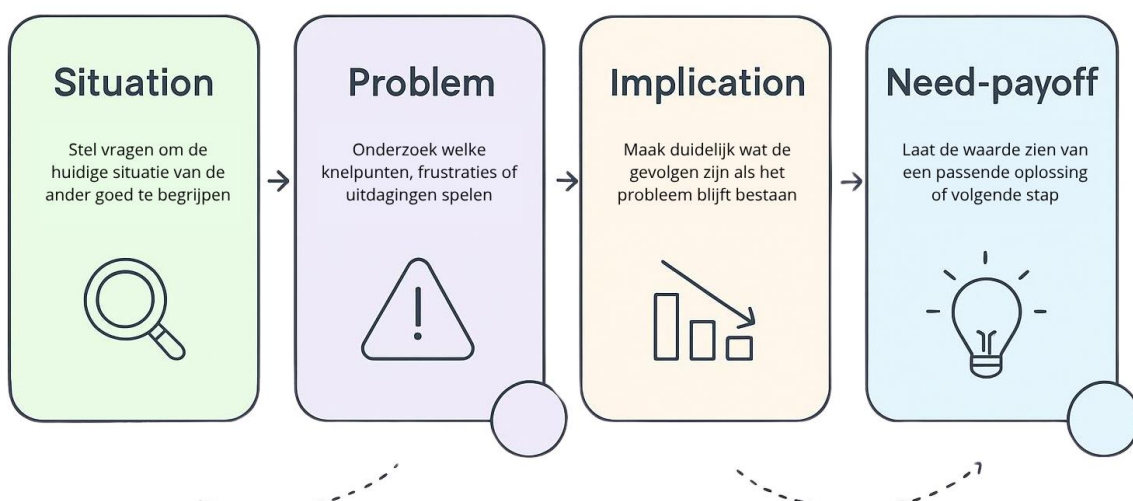 Situation
Stel vragen om de
huidige situatie van de
ander goed te begrijpen
Problem
Onderzoek welke
knelpunten, frustraties of
uitdagingen spelen
Implication
Maak duidelijk wat de
gevolgen zijn als het
probleem blijft bestaan
Need-payoff
Laat de waarde zien van
een passende oplossing
of volgende stap